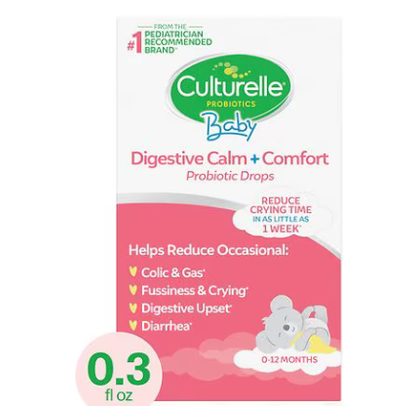 FROM THE
#1 PEDIATRICIAN
RECOMMENDED
BRAND**
Culturelle®
PROBIOTICS
Baby
Digestive Calm + Comfort
Probiotic Drops
REDUCE
CRYING TIME
IN AS LITTLE AS
1 WEEK*
Helps Reduce Occasional:
Colic & Gas*
Fussiness & Crying*
Digestive Upset*
Diarrhea*
0-12 MONTHS
0.3
fl oz